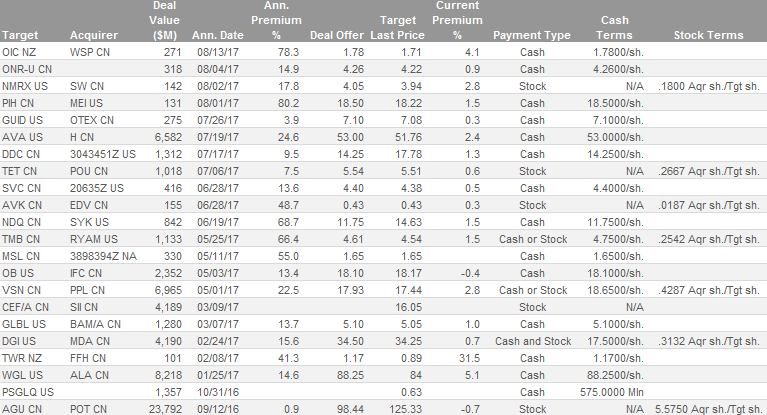 Deal Ann. Target Current
Value Premium Last Price Premium Cash
Target Acquirer ($M) Ann. Date % Deal Offer % Payment Type Terms Stock Terms
OIC NZ WSP CN 271 08/13/17 78.3 1.78 1.71 4.1 Cash 1.7800/sh.
ONR-U CN 318 08/04/17 14.9 4.26 4.22 0.9 Cash 4.2600/sh.
NMRX US SW CN 142 08/02/17 17.8 4.05 3.94 2.8 Stock N/A .1800 Aqr sh./Tgt sh.
PIH CN MEI US 131 08/01/17 80.2 18.50 18.22 1.5 Cash 18.5000/sh.
GUID US OTEX CN 275 07/26/17 3.9 7.10 7.08 0.3 Cash 7.1000/sh.
AVA US H CN 6,582 07/19/17 24.6 53.00 51.76 2.4 Cash 53.0000/sh.
DDC CN 3043451Z US 1,312 07/17/17 9.5 14.25 17.78 1.3 Cash 14.2500/sh.
TET CN POU CN 1,018 07/06/17 7.5 5.54 5.51 0.6 Stock N/A .2667 Aqr sh./Tgt sh.
SVC CN 20635Z US 416 06/28/17 13.6 4.40 4.38 0.5 Cash 4.4000/sh.
AVK CN EDV CN 155 06/28/17 48.7 0.43 0.43 0.3 Stock N/A .0187 Aqr sh./Tgt sh.
NDQ CN SYK US 842 06/19/17 68.7 11.75 14.63 1.5 Cash 11.7500/sh.
TMB CN RYAM US 1,133 05/25/17 66.4 4.61 4.54 1.5 Cash or Stock 4.7500/sh. .2542 Aqr sh./Tgt sh.
MSL CN 3898394Z NA 330 05/11/17 55.0 1.65 1.65 Cash 1.6500/sh.
OB US IFC CN 2,352 05/03/17 13.4 18.10 18.17 -0.4 Cash 18.1000/sh.
VSN CN PPL CN 6,965 05/01/17 22.5 17.93 17.44 2.8 Cash or Stock 18.6500/sh. .4287 Aqr sh./Tgt sh.
CEF/A CN SII CN 4,189 03/09/17 16.05 Stock N/A
GLBL US BAM/A CN 1,280 03/07/17 13.7 5.10 5.05 1.0 Cash 5.1000/sh.
DGI US MDA CN 4,190 02/24/17 15.6 34.50 34.25 0.7 Cash and Stock 17.5000/sh. .3132 Aqr sh./Tgt sh.
TWR NZ FFH CN 101 02/08/17 41.3 1.17 0.89 31.5 Cash 1.1700/sh.
WGL US ALA CN 8,218 01/25/17 14.6 88.25 84 5.1 Cash 88.2500/sh.
PSGLQ US 1,357 10/31/16 0.63 Cash 575.0000 Mln
AGU CN POT CN 23,792 09/12/16 0.9 98.44 125.33 -0.7 Stock N/A 5.5750 Aqr sh./Tgt sh.